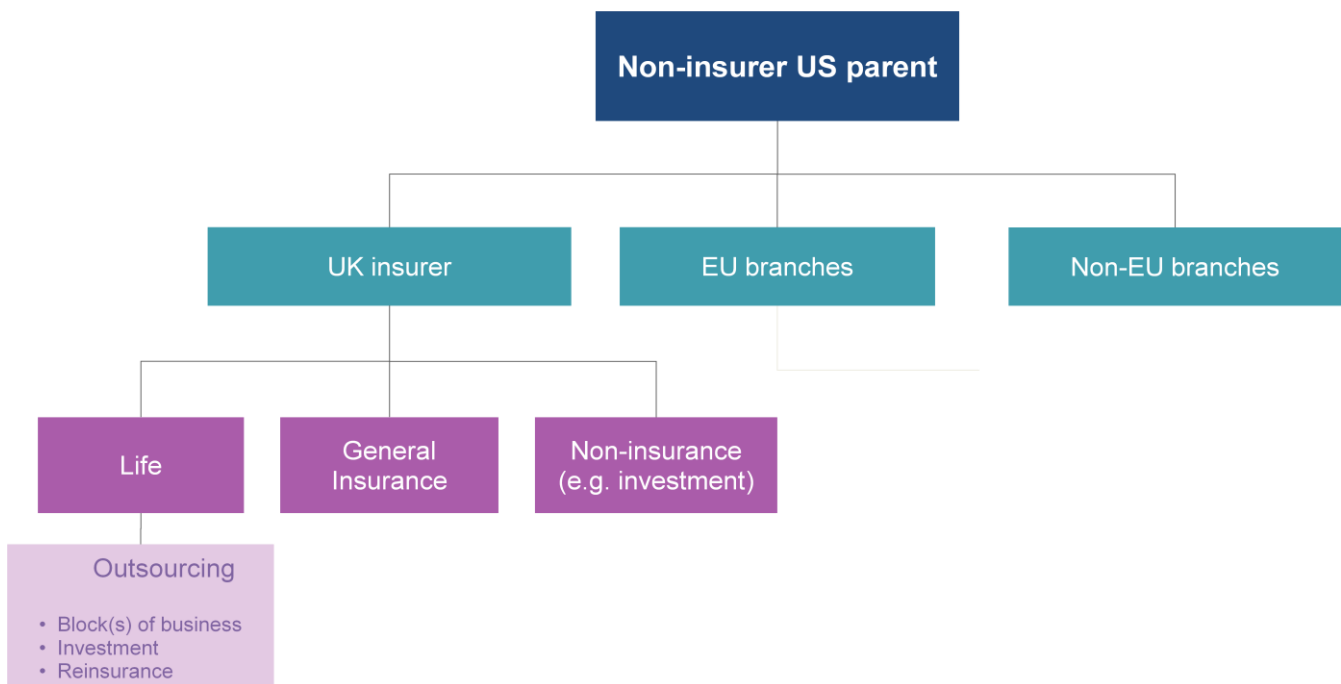 Non-insurer US parent
UK insurer
EU branches
Non-EU branches
Life
General
Insurance
Non-insurance
(e.g. investment)
Outsourcing
• Block(s) of business
• Investment
• Reinsurance